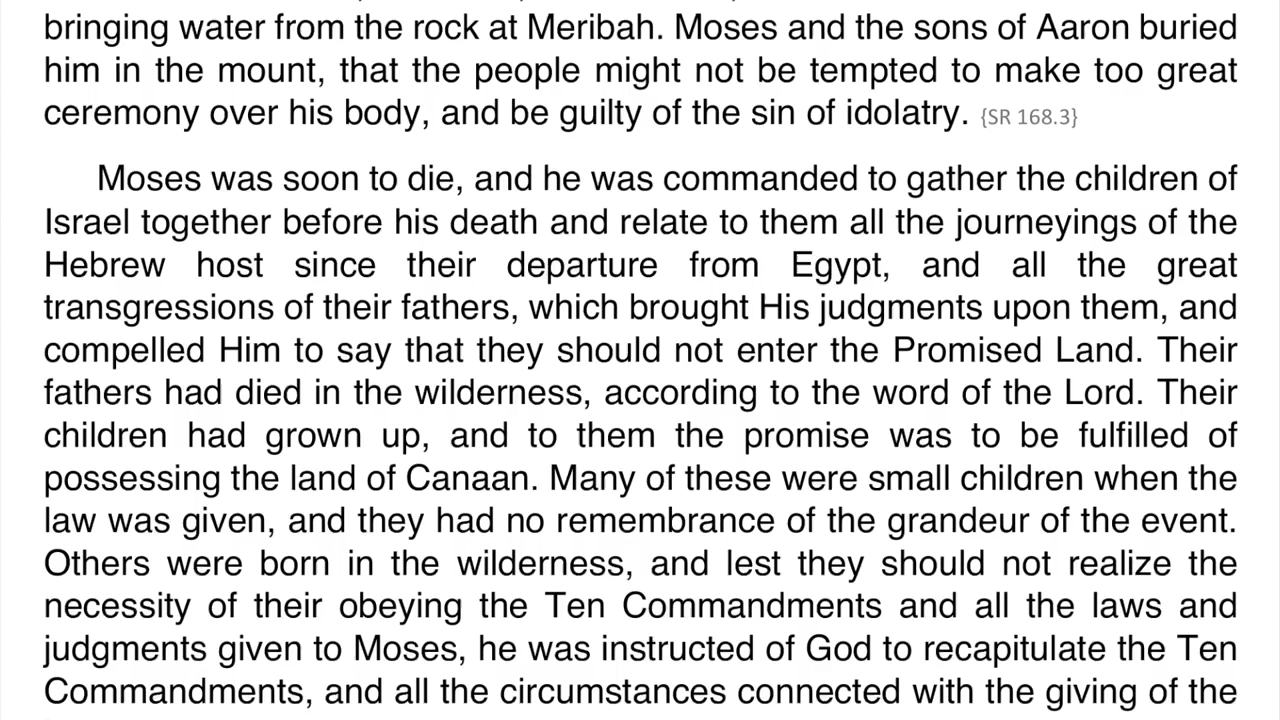 bringing water from the rock at Meribah. Moses and the sons of Aaron buried
him in the mount, that the people might not be tempted to make too great
ceremony over his body, and be guilty of the sin of idolatry. {SR 168.3}
Moses was soon to die, and he was commanded to gather the children of
Israel together before his death and relate to them all the journeyings of the
Hebrew host since their departure from Egypt, and all the great
transgressions of their fathers, which brought His judgments upon them, and
compelled Him to say that they should not enter the Promised Land. Their
fathers had died in the wilderness, according to the word of the Lord. Their
children had grown up, and to them the promise was to be fulfilled of
possessing the land of Canaan. Many of these were small children when the
law was given, and they had no remembrance of the grandeur of the event.
Others were born in the wilderness, and lest they should not realize the
necessity of their obeying the Ten Commandments and all the laws and
judgments given to Moses, he was instructed of God to recapitulate the Ten
Commandments, and all the circumstances connected with the giving of the